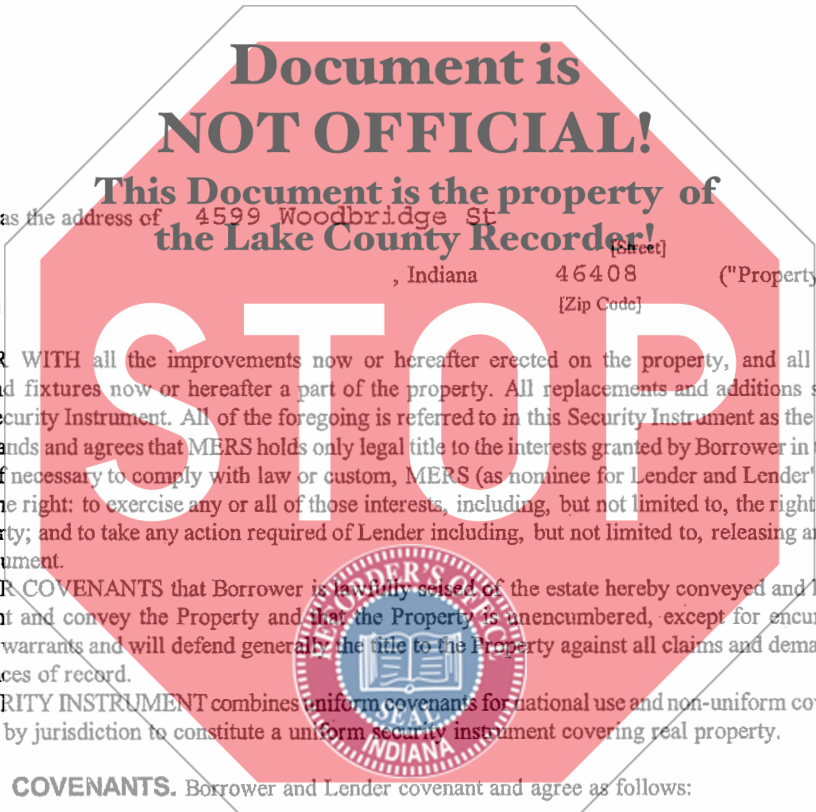 Document is
NOT OFFICIAL!
This Document is the property of
as the address of 4599 Woodbridge St
the Lake County Recorder!
[Street]
, Indiana 46408 ("Property
[Zip Code]
STOP
R WITH all the improvements now or hereafter erected on the property, and all
d fixtures now or hereafter a part of the property. All replacements and additions s
curity Instrument. All of the foregoing is referred to in this Security Instrument as the
ands and agrees that MERS holds only legal title to the interests granted by Borrower in
f necessary to comply with law or custom, MERS (as nominee for Lender and Lender'
e right: to exercise any or all of those interests, including, but not limited to, the right
rty; and to take any action required of Lender including, but not limited to, releasing a
ument.
R COVENANTS that Borrower is lawfully seised of the estate hereby conveyed and
t and convey the Property and that the Property is unencumbered, except for encu
warrants and will defend generally the title to the Property against all claims and dema
ces of record.
RITY INSTRUMENT combines uniform covenants for national use and non-uniform cov
by jurisdiction to constitute a uniform security instrument covering real property.
RECORDER'S OFFICE
SEAL
INDIANA
COVENANTS. Borrower and Lender covenant and agree as follows: